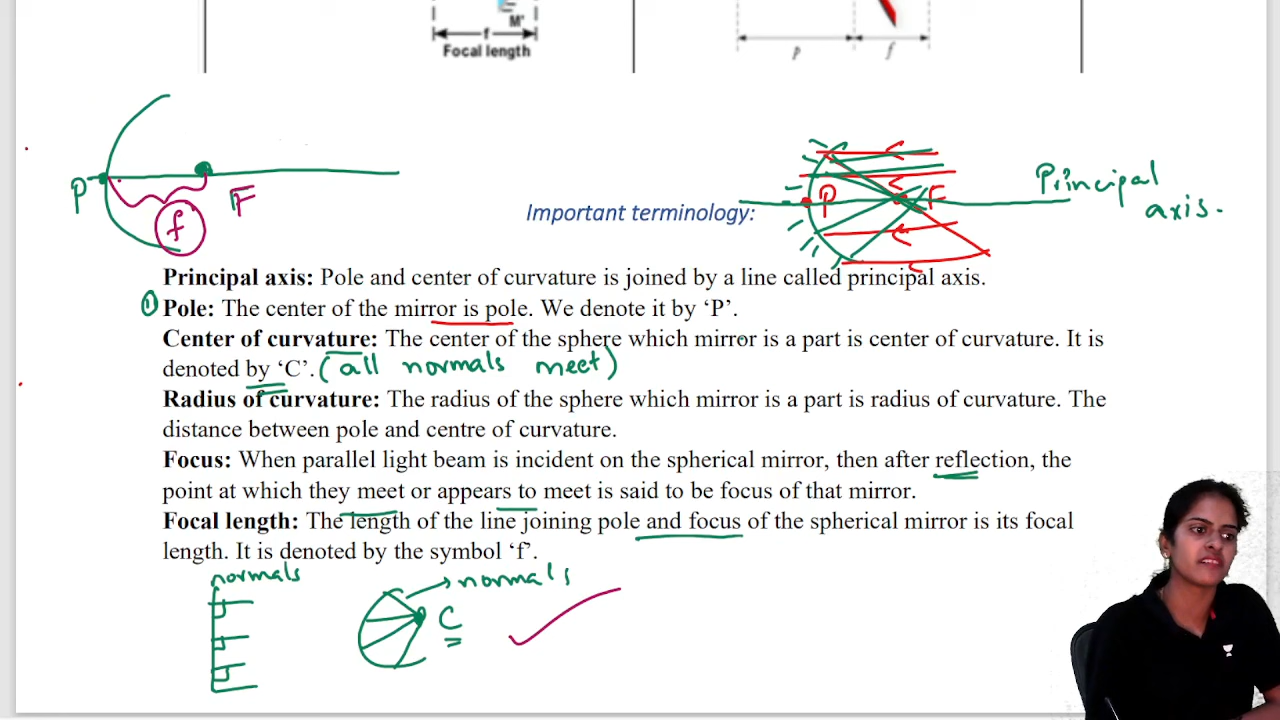 M'
f
Focal length
p
f
P
F
f
P
F
Principal
axis.
Important terminology:
Principal axis: Pole and center of curvature is joined by a line called principal axis.
① Pole: The center of the mirror is pole. We denote it by ‘P’.
Center of curvature: The center of the sphere which mirror is a part is center of curvature. It is
denoted by ‘C’. (all normals meet)
Radius of curvature: The radius of the sphere which mirror is a part is radius of curvature. The
distance between pole and centre of curvature.
Focus: When parallel light beam is incident on the spherical mirror, then after reflection, the
point at which they meet or appears to meet is said to be focus of that mirror.
Focal length: The length of the line joining pole and focus of the spherical mirror is its focal
length. It is denoted by the symbol ‘f’.
normals
normals
C